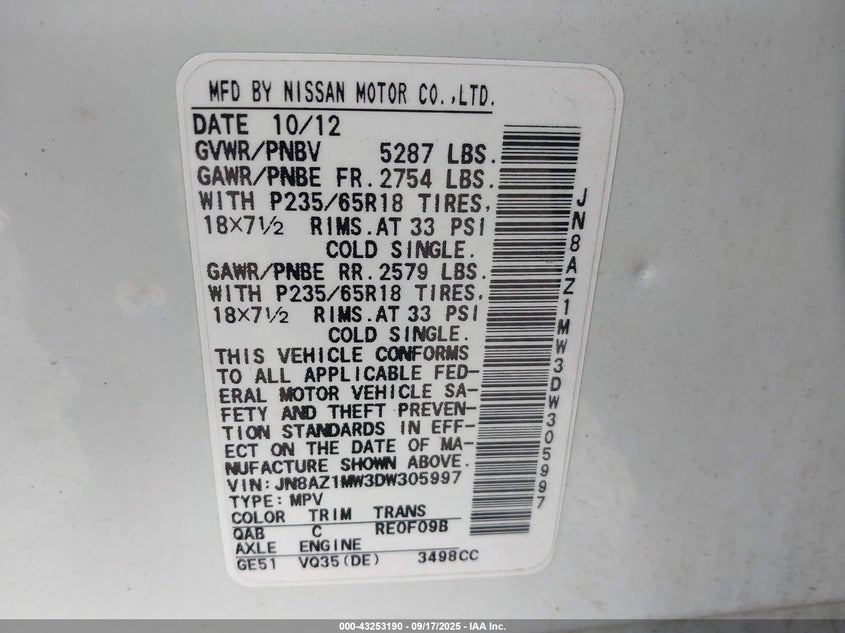 MFD BY NISSAN MOTOR CO.,LTD.
DATE 10/12
GVWR/PNBV 5287 LBS.
GAWR/PNBE FR. 2754 LBS.
WITH P235/65R18 TIRES,
18×7½ RIMS. AT 33 PSI
COLD SINGLE.
GAWR/PNBE RR. 2579 LBS.
WITH P235/65R18 TIRES,
18×7½ RIMS. AT 33 PSI
COLD SINGLE.
THIS VEHICLE CONFORMS
TO ALL APPLICABLE FED-
ERAL MOTOR VEHICLE SA-
FETY AND THEFT PREVEN-
TION STANDARDS IN EFF-
ECT ON THE DATE OF MA-
NUFACTURE SHOWN ABOVE.
VIN: JN8AZ1MW3DW305997
TYPE: MPV
COLOR TRIM TRANS
QAB C RE0F09B
AXLE ENGINE
GE51 VQ35(DE) 3498CC
JN8AZ1MW3DW305997
000-43253190 - 09/17/2025 - IAA Inc.